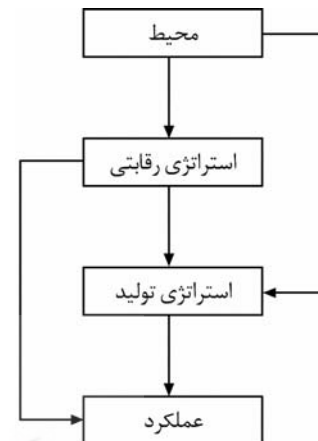 محیط
استراتژی رقابتی
استراتژی تولید
عملکرد